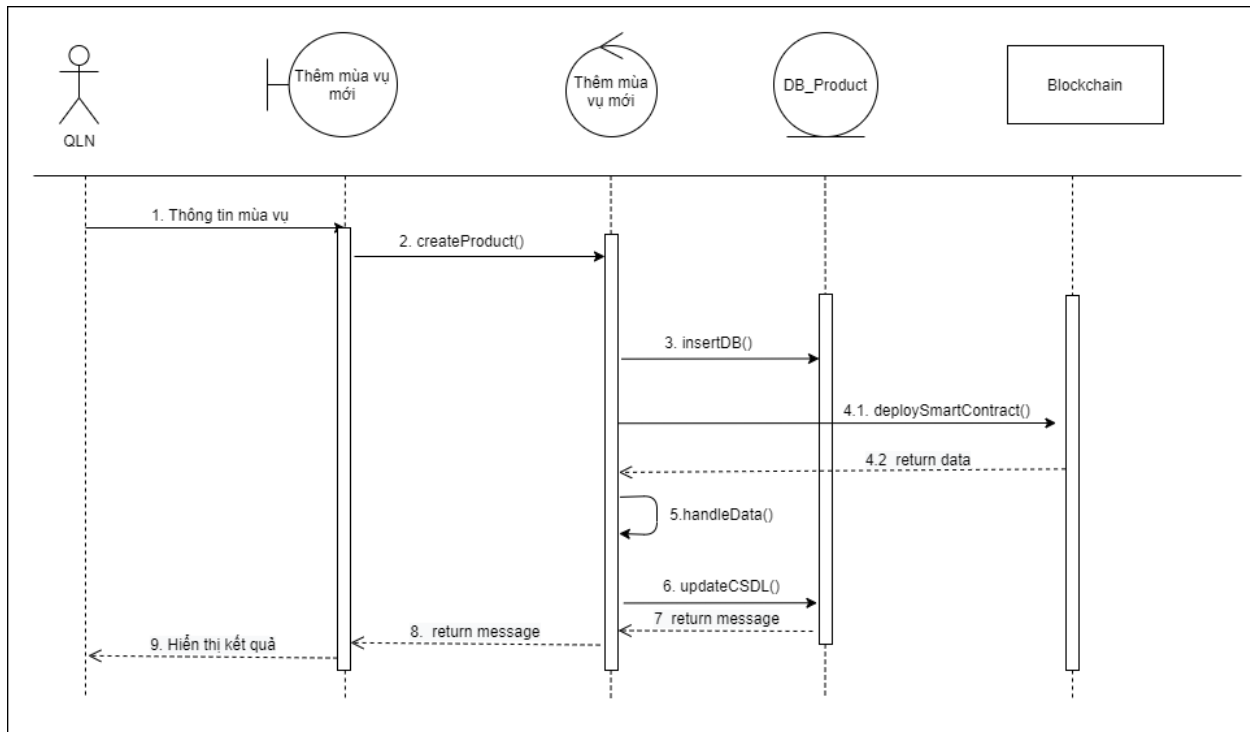 QLN
Thêm mùa vụ
mới
Thêm mùa
vụ mới
DB_Product
Blockchain
1. Thông tin mùa vụ
2. createProduct()
3. insertDB()
4.1. deploySmartContract()
4.2 return data
5.handleData()
6. updateCSDL()
7 return message
8. return message
9. Hiển thị kết quả